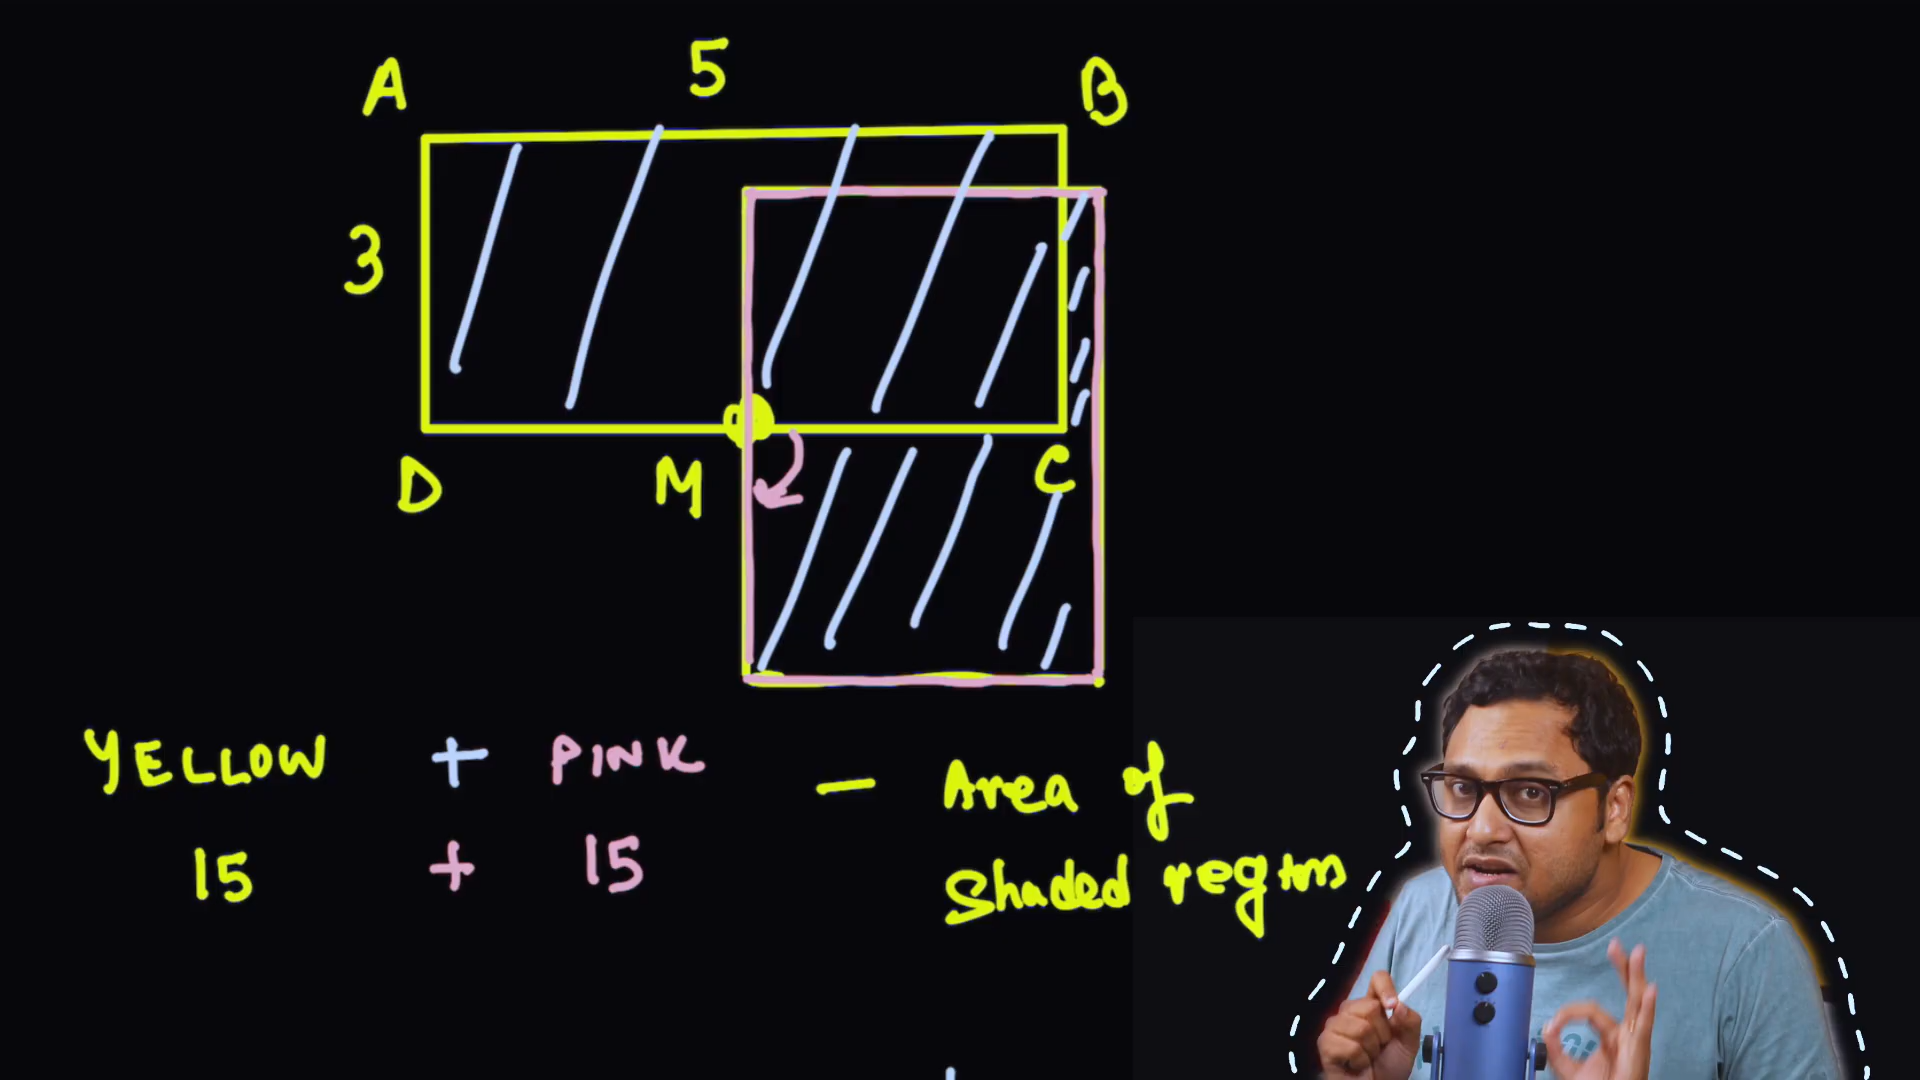 5
A B
3
D M C
YELLOW + PINK — Area of
15 + 15 Shaded region